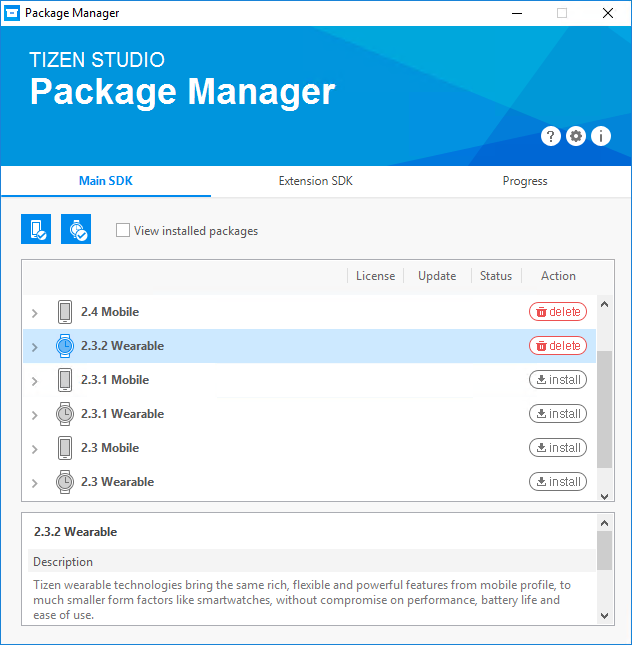 Package Manager
TIZEN STUDIO
Package Manager
?
i
Main SDK Extension SDK Progress
View installed packages
License Update Status Action
2.4 Mobile delete
2.3.2 Wearable delete
2.3.1 Mobile install
2.3.1 Wearable install
2.3 Mobile install
2.3 Wearable install
2.3.2 Wearable
Description
Tizen wearable technologies bring the same rich, flexible and powerful features from mobile profile, to
much smaller form factors like smartwatches, without compromise on performance, battery life and
ease of use.